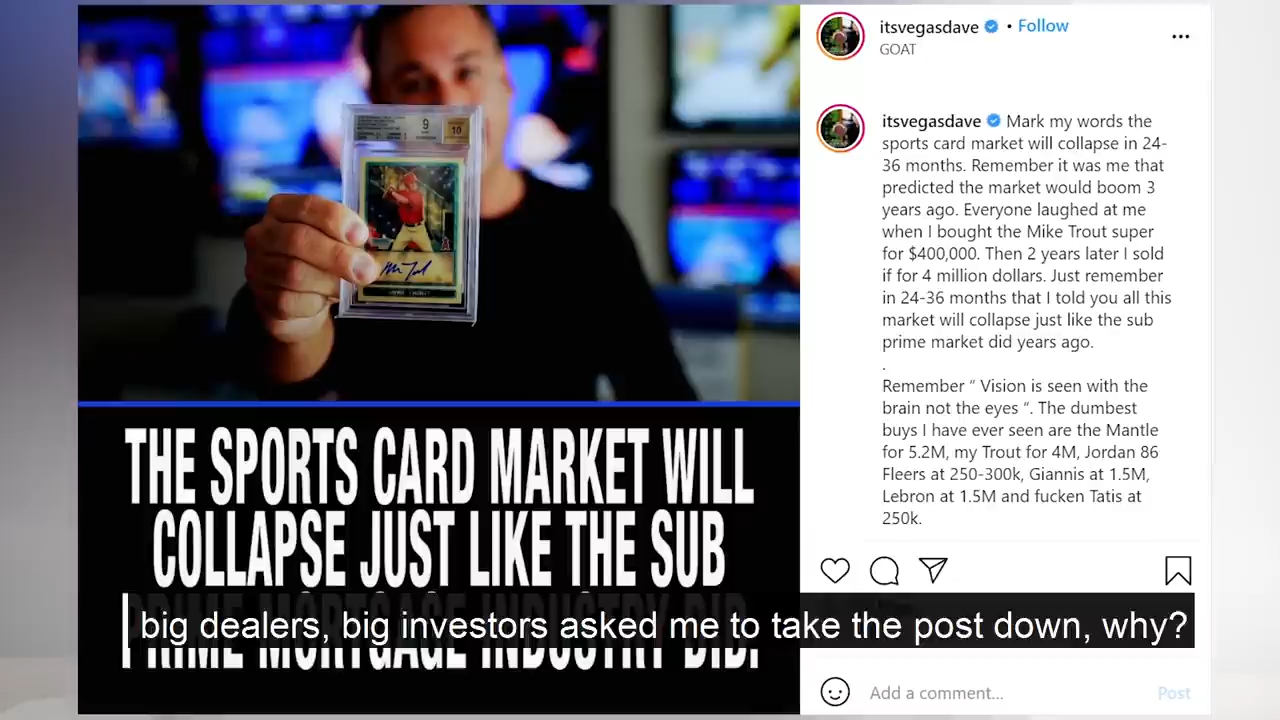 itsvegasdave • Follow
GOAT
itsvegasdave Mark my words the
sports card market will collapse in 24-
36 months. Remember it was me that
predicted the market would boom 3
years ago. Everyone laughed at me
when I bought the Mike Trout super
for $400,000. Then 2 years later I sold
if for 4 million dollars. Just remember
in 24-36 months that I told you all this
market will collapse just like the sub
prime market did years ago.
.
Remember “ Vision is seen with the
brain not the eyes “. The dumbest
buys I have ever seen are the Mantle
for 5.2M, my Trout for 4M, Jordan 86
Fleers at 250-300k, Giannis at 1.5M,
Lebron at 1.5M and fucken Tatis at
250k.
9
10
THE SPORTS CARD MARKET WILL
COLLAPSE JUST LIKE THE SUB
PRIME MORTGAGE INDUSTRY DID.
big dealers, big investors asked me to take the post down, why?
Add a comment...
Post